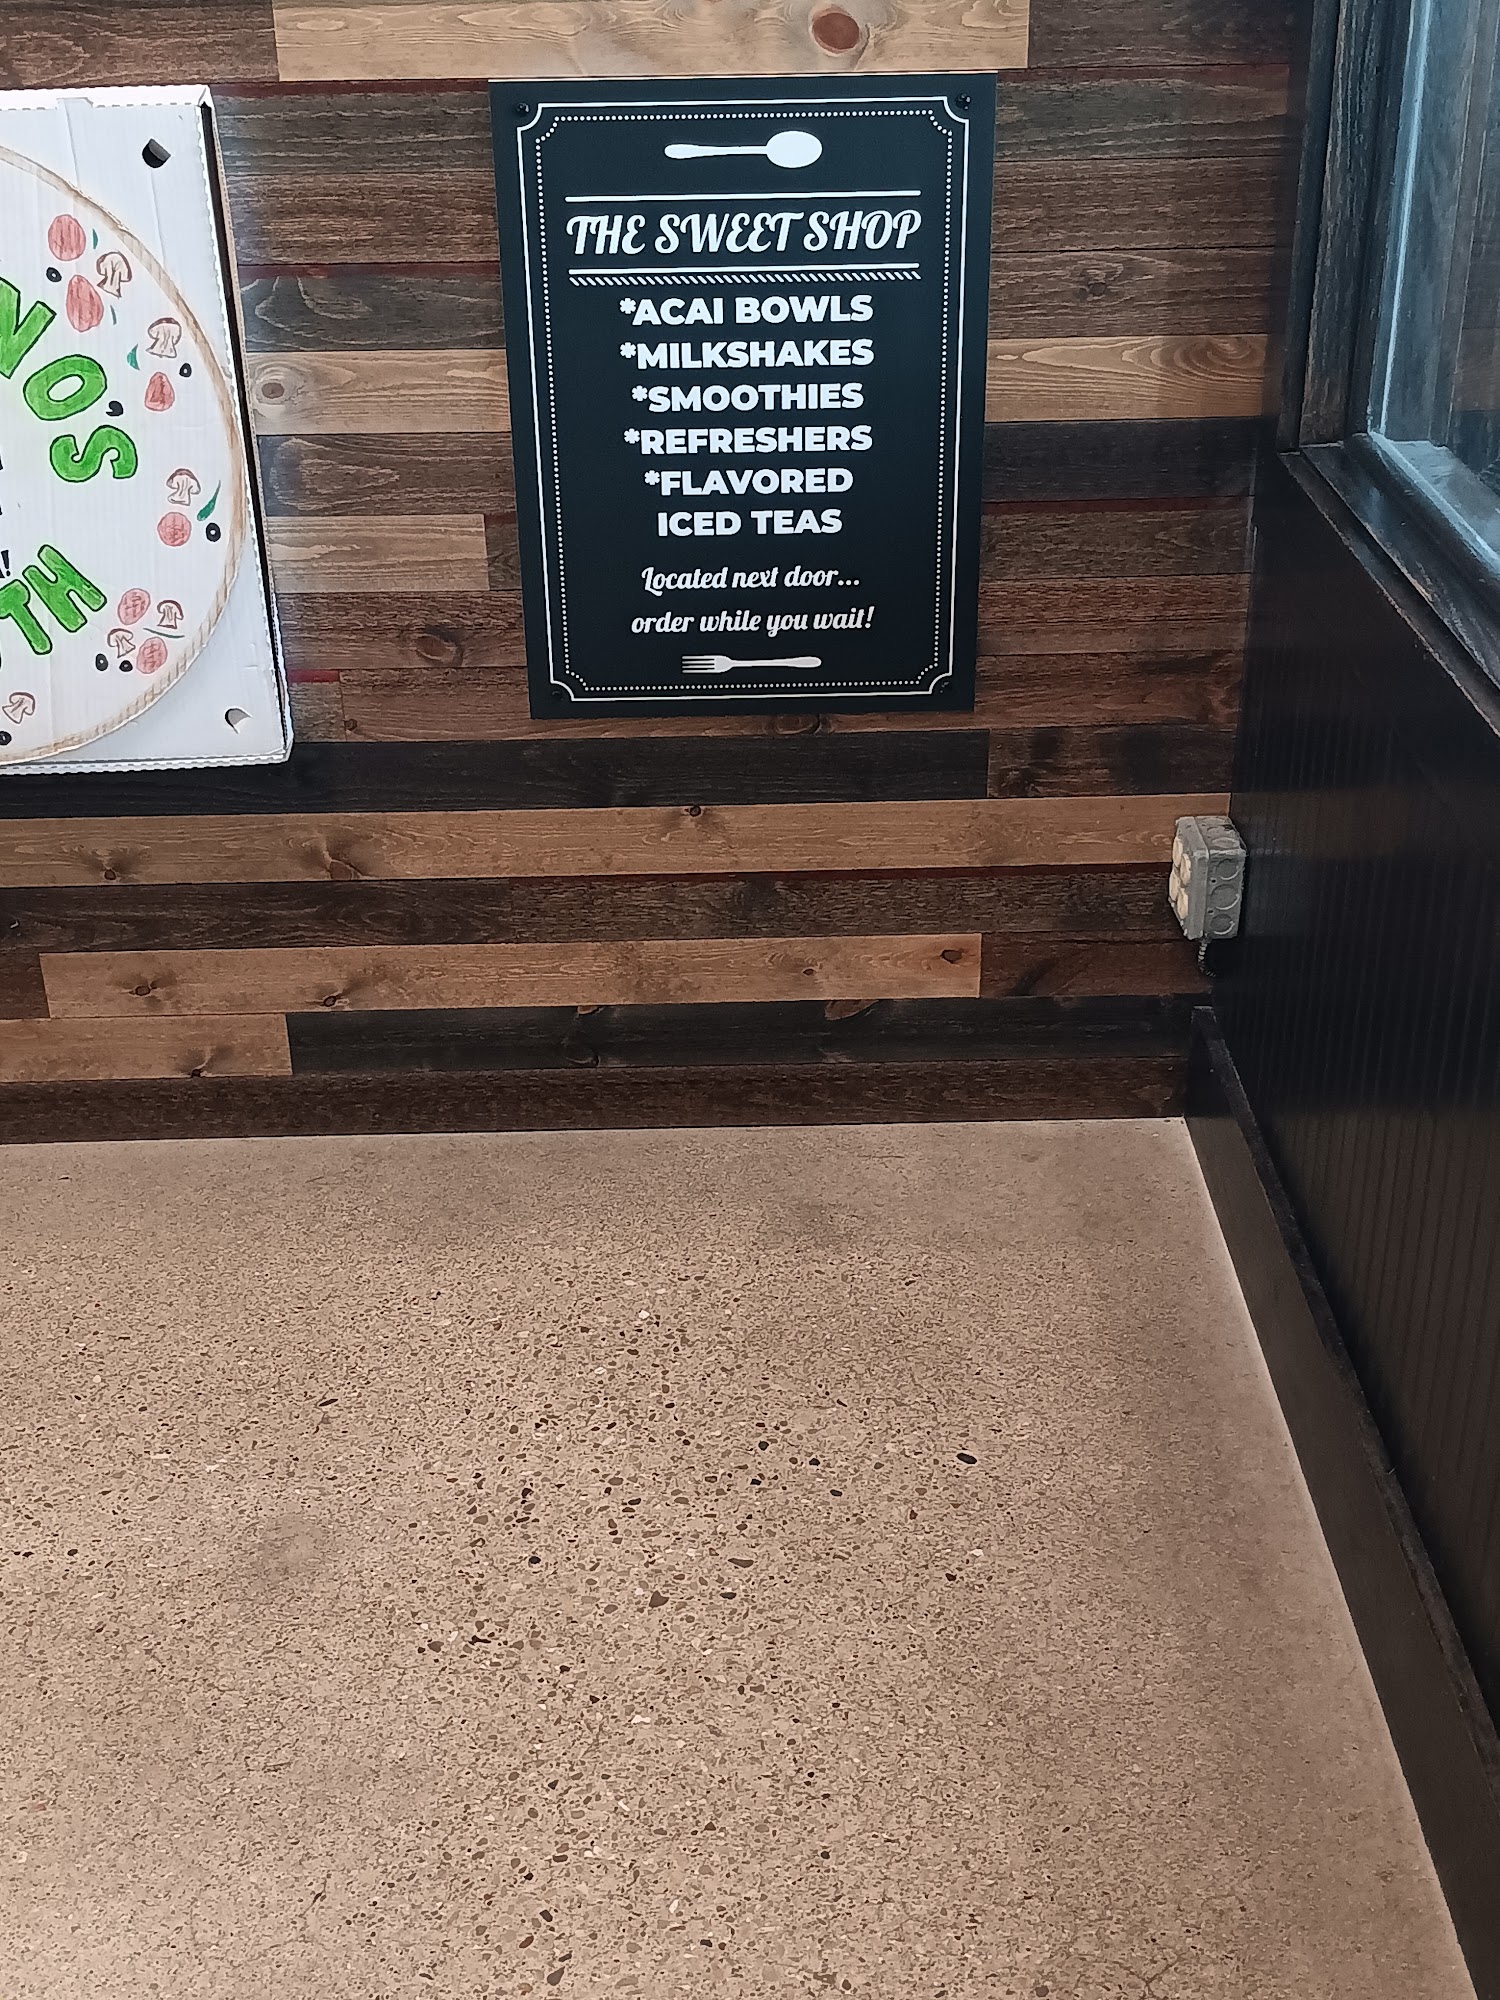 THE SWEET SHOP
*ACAI BOWLS
*MILKSHAKES
*SMOOTHIES
*REFRESHERS
*FLAVORED
ICED TEAS
Located next door...
order while you wait!